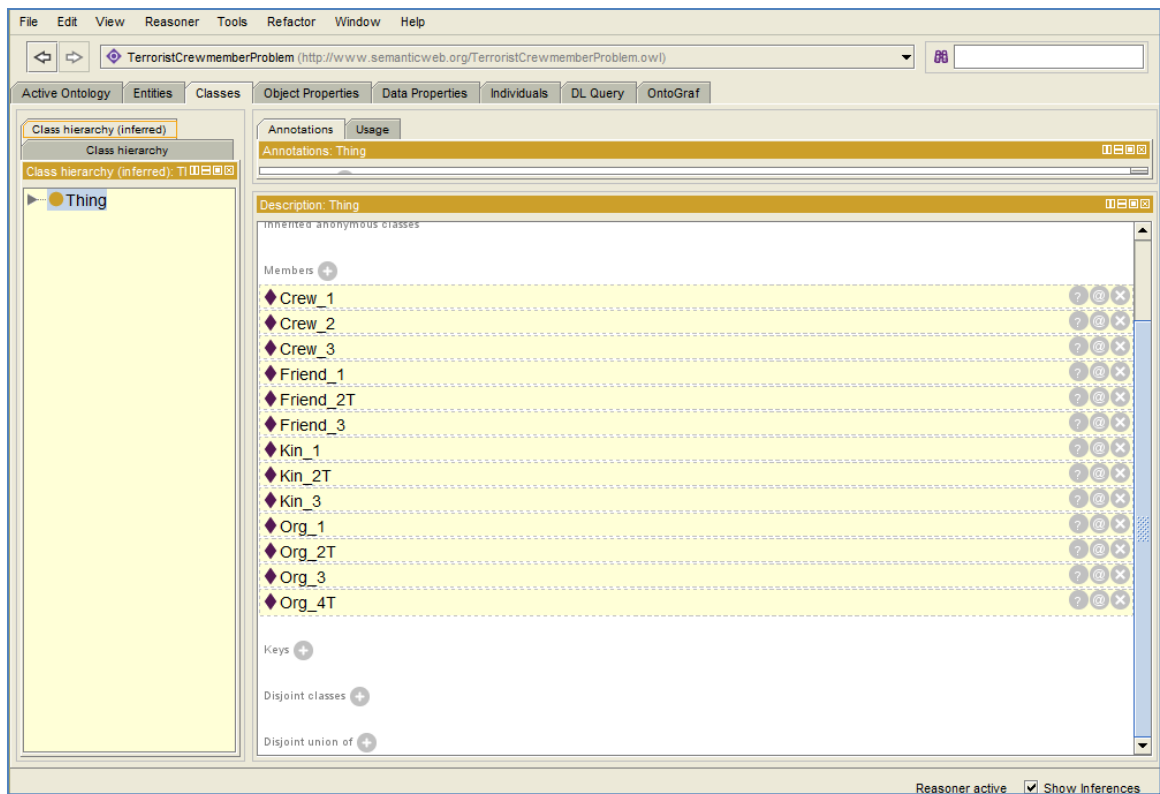 File Edit View Reasoner Tools Refactor Window Help
TerroristCrewmemberProblem (http://www.semanticweb.org/TerroristCrewmemberProblem.owl)
Active Ontology Entities Classes Object Properties Data Properties Individuals DL Query OntoGraf
Class hierarchy (inferred)
Class hierarchy
Class hierarchy (inferred): Tl
Thing
Annotations Usage
Annotations: Thing
Description: Thing
Inherited anonymous classes
Members
Crew_1
Crew_2
Crew_3
Friend_1
Friend_2T
Friend_3
Kin_1
Kin_2T
Kin_3
Org_1
Org_2T
Org_3
Org_4T
Keys
Disjoint classes
Disjoint union of
Reasoner active Show Inferences